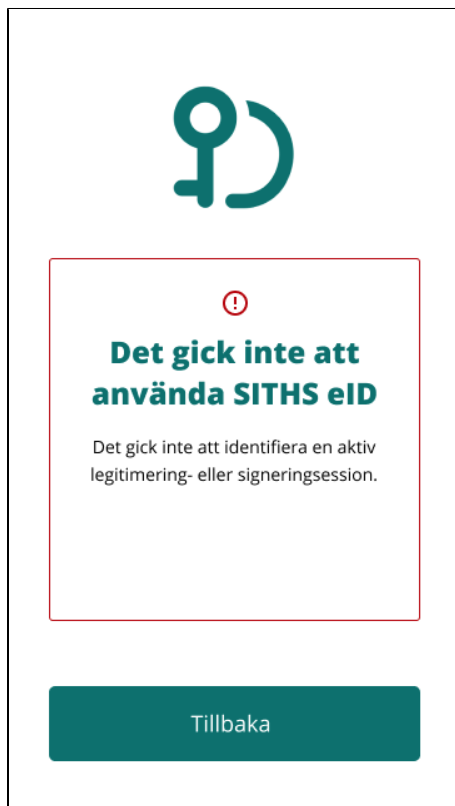 Det gick inte att
använda SITHS eID
Det gick inte att identifiera en aktiv
legitimering- eller signeringsession.
Tillbaka